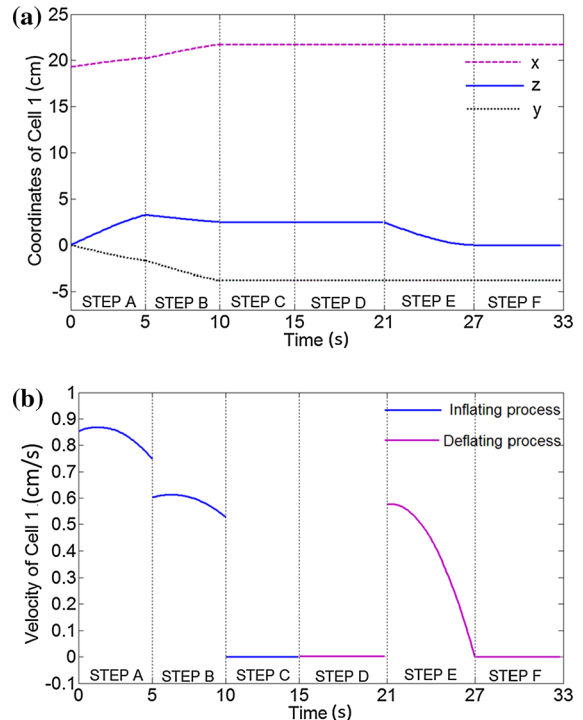 (a)
25
20
15
10
5
0
-5
Coordinates of Cell 1 (cm)
x
z
y
STEP A STEP B STEP C STEP D STEP E STEP F
0 5 10 15 21 27 33
Time (s)
(b)
1
0.9
0.8
0.7
0.6
0.5
0.4
0.3
0.2
0.1
0
-0.1
Velocity of Cell 1 (cm/s)
Inflating process
Deflating process
STEP A STEP B STEP C STEP D STEP E STEP F
0 5 10 15 21 27 33
Time (s)